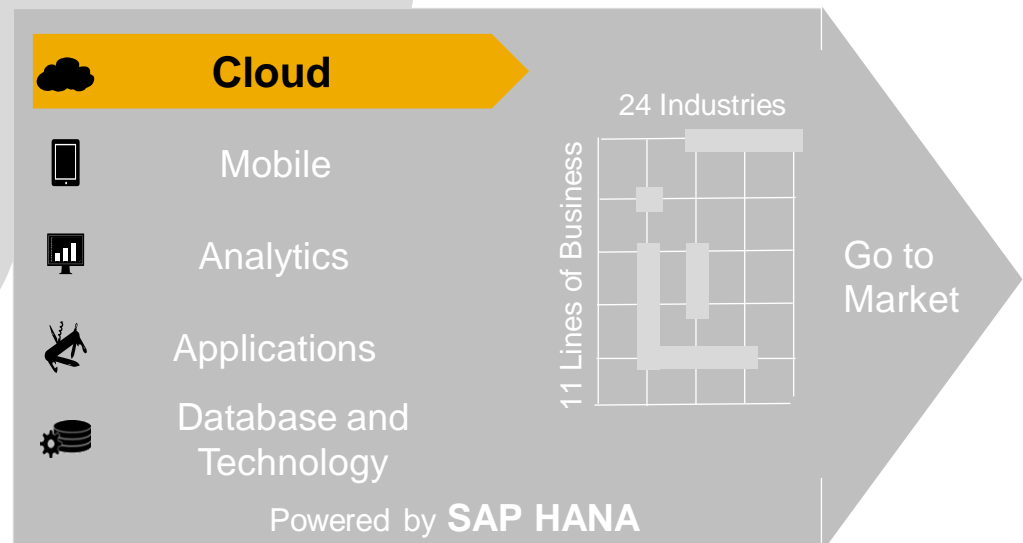 Cloud
Mobile
Analytics
Applications
Database and
Technology
Powered by SAP HANA
24 Industries
11 Lines of Business
Go to
Market